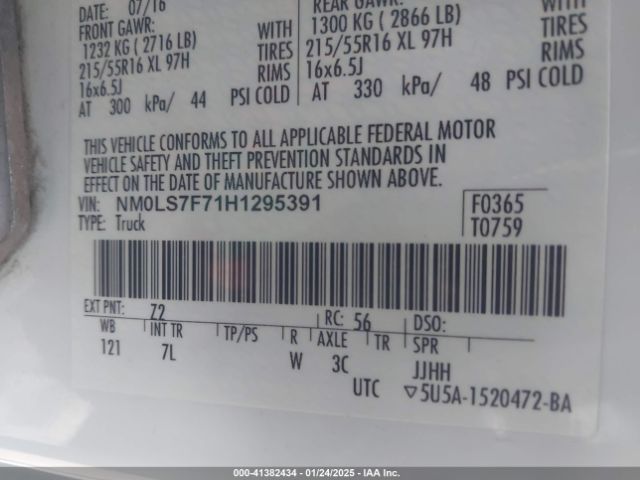 DATE: 07/16
FRONT GAWR: WITH
1232 KG (2716 LB) TIRES
215/55R16 XL 97H RIMS
16x6.5J
AT 300 kPa/ 44 PSI COLD
REAR GAWR: WITH
1300 KG (2866 LB) TIRES
215/55R16 XL 97H RIMS
16x6.5J
AT 330 kPa/ 48 PSI COLD
THIS VEHICLE CONFORMS TO ALL APPLICABLE FEDERAL MOTOR
VEHICLE SAFETY AND THEFT PREVENTION STANDARDS IN
EFFECT ON THE DATE OF MANUFACTURE SHOWN ABOVE.
VIN: NM0LS7F71H1295391
TYPE: Truck
F0365
T0759
EXT PNT: Z2 RC: 56 DSO:
WB INT TR TP/PS R AXLE TR SPR
121 7L W 3C JJHH
UTC ▽5U5A-1520472-BA
©-41382434 - 01/24/2025 - IAA Inc.